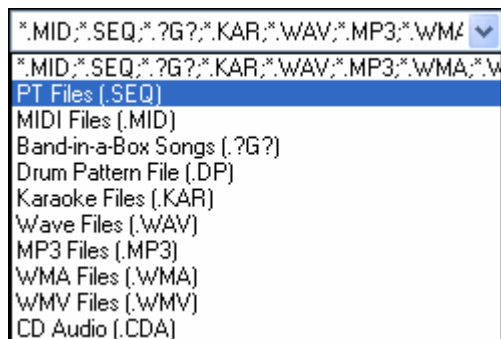 *.MID;*.SEQ;*.?G?;*.KAR;*.WAV;*.MP3;*.WMA
*.MID;*.SEQ;*.?G?;*.KAR;*.WAV;*.MP3;*.WMA;*.W
PT Files (.SEQ)
MIDI Files (.MID)
Band-in-a-Box Songs (.?G?)
Drum Pattern File (.DP)
Karaoke Files (.KAR)
Wave Files (.WAV)
MP3 Files (.MP3)
WMA Files (.WMA)
WMV Files (.WMV)
CD Audio (.CDA)